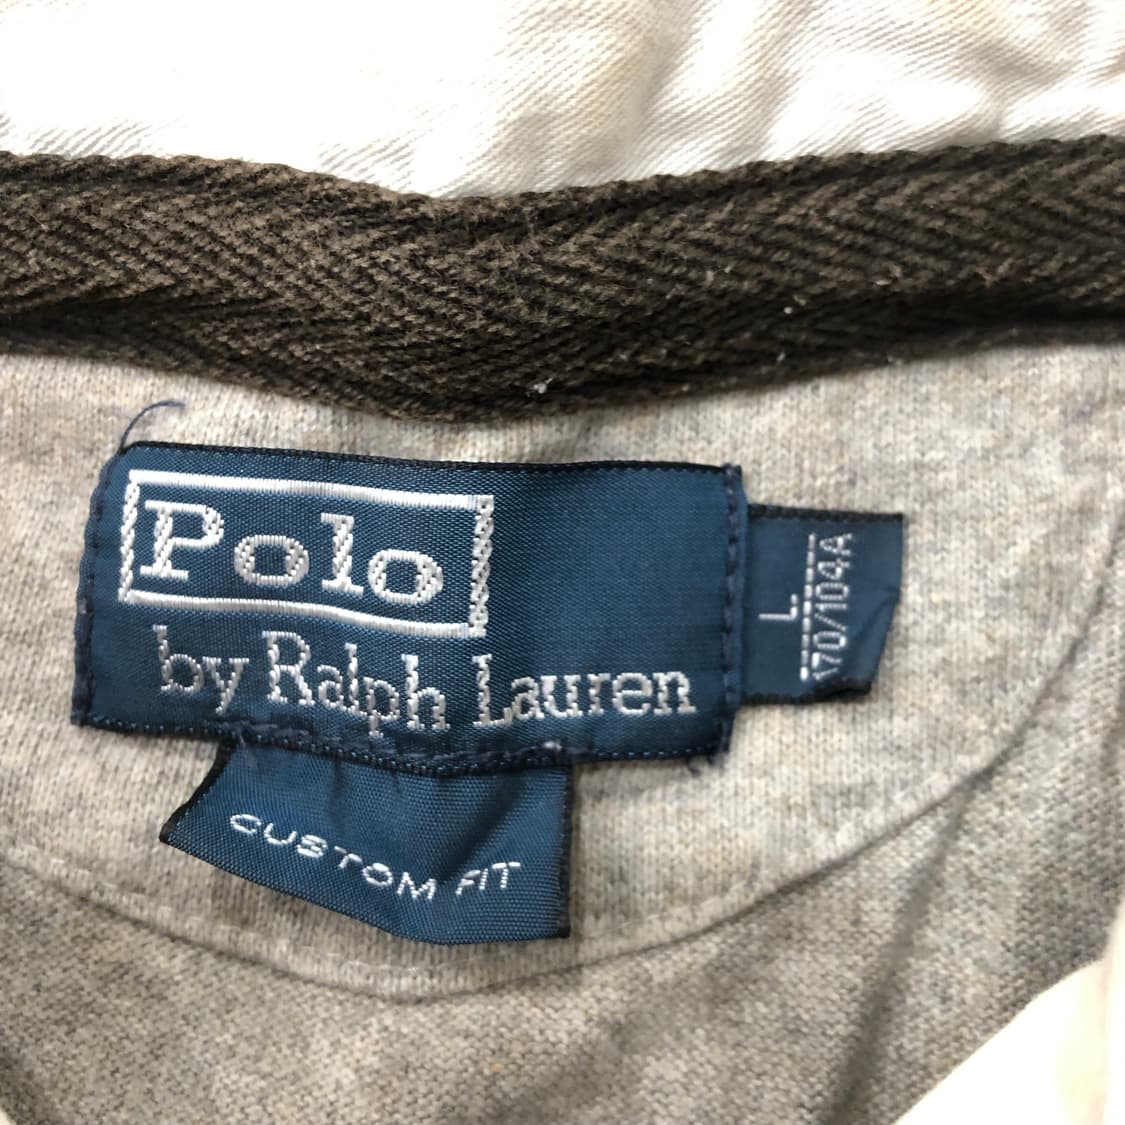 Polo
by Ralph Lauren
L.
170/104A
CUSTOM FIT